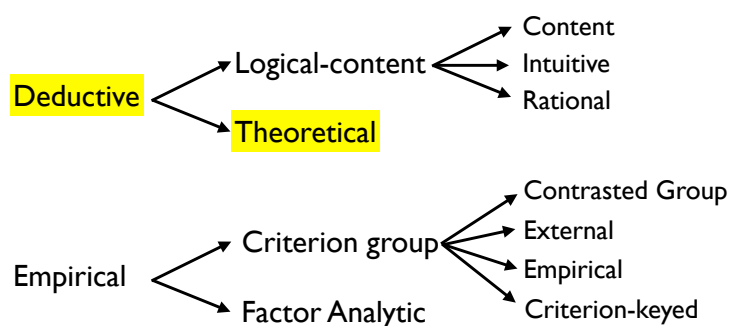 Deductive
Logical-content
Theoretical
Content
Intuitive
Rational
Empirical
Criterion group
Factor Analytic
Contrasted Group
External
Empirical
Criterion-keyed